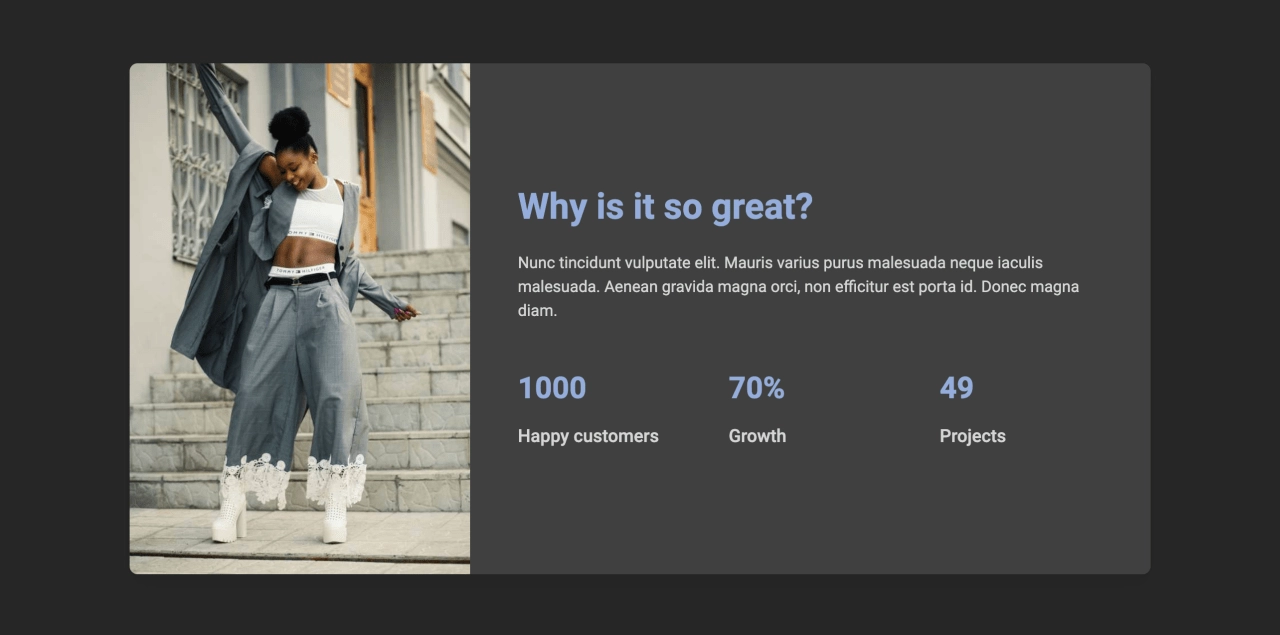 Why is it so great?
Nunc tincidunt vulputate elit. Mauris varius purus malesuada neque iaculis
malesuada. Aenean gravida magna orci, non efficitur est porta id. Donec magna
diam.
1000 70% 49
Happy customers Growth Projects
TOMMY HILFIGER